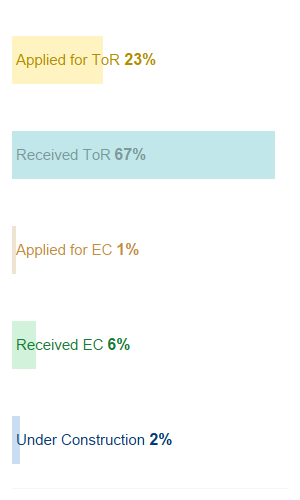 Applied for ToR 23%
Received ToR 67%
Applied for EC 1%
Received EC 6%
Under Construction 2%